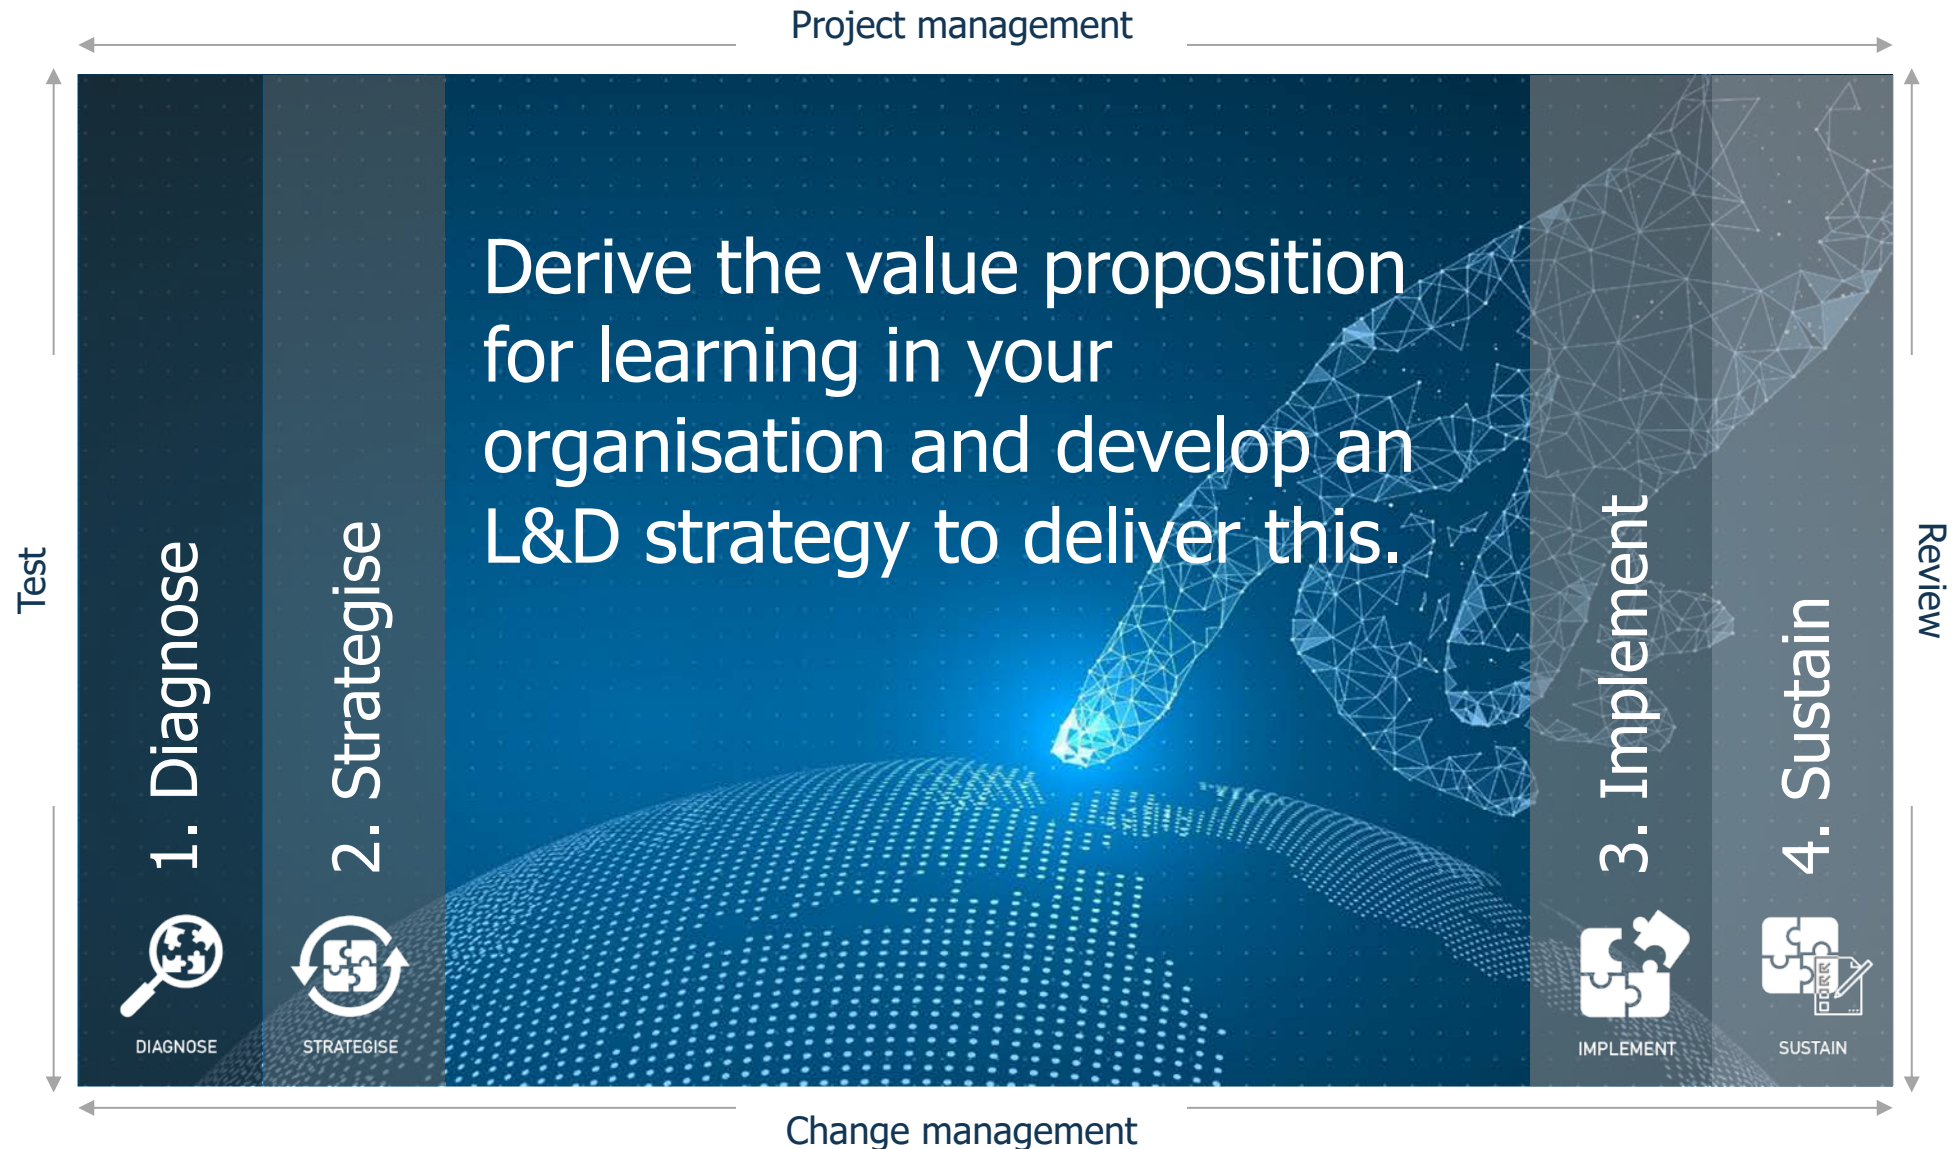 Project management
Test
1. Diagnose
DIAGNOSE
2. Strategise
STRATEGISE
Derive the value proposition
for learning in your
organisation and develop an
L&D strategy to deliver this.
3. Implement
IMPLEMENT
4. Sustain
SUSTAIN
Review
Change management